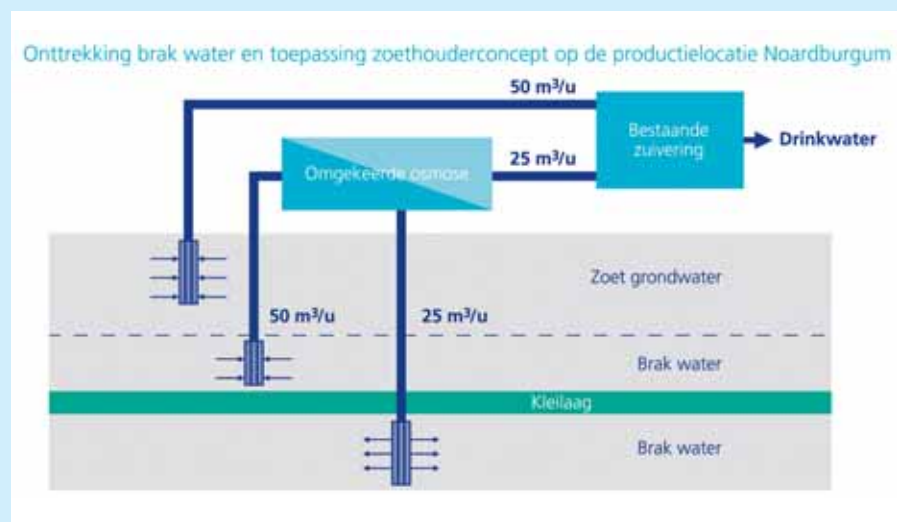 Onttrekking brak water en toepassing zoethouderconcept op de productielocatie Noardburgum
50 m³/u
Bestaande
zuivering
Drinkwater
25 m³/u
Omgekeerde osmose
Zoet grondwater
50 m³/u
25 m³/u
Brak water
Kleilaag
Brak water